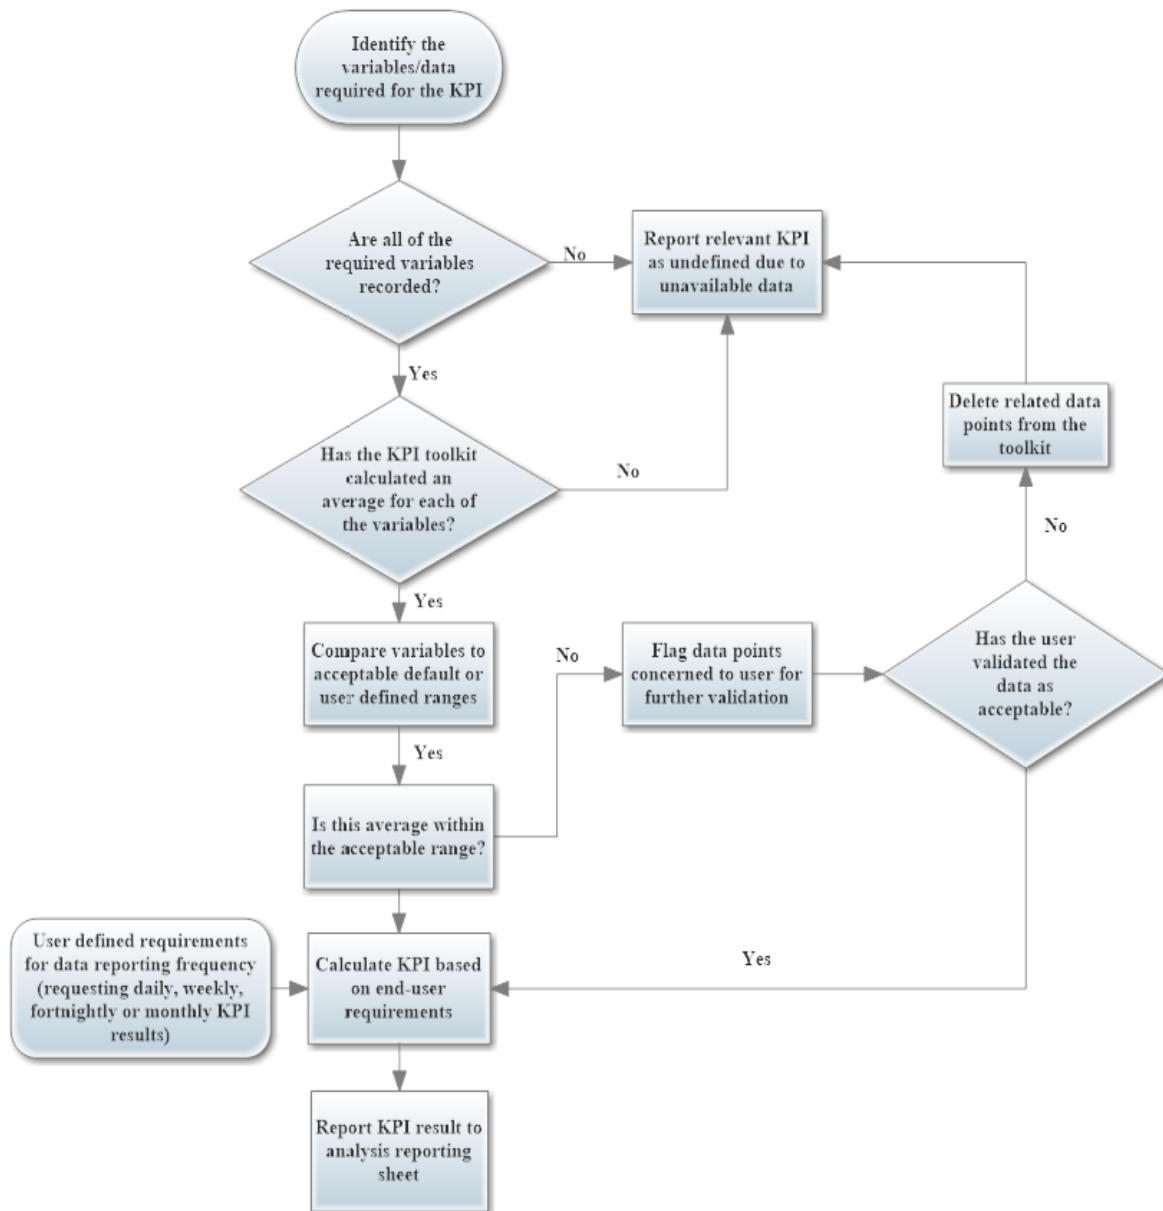 Identify the
variables/data
required for the KPI
Are all of the
required variables
recorded?
No
Report relevant KPI
as undefined due to
unavailable data
Yes
Delete related data
points from the
toolkit
Has the KPI toolkit
calculated an
average for each of
the variables?
No
No
Yes
Compare variables to
acceptable default or
user defined ranges
No
Flag data points
concerned to user for
further validation
Has the user
validated the
data as
acceptable?
Yes
Is this average within
the acceptable range?
User defined requirements
for data reporting frequency
(requesting daily, weekly,
fortnightly or monthly KPI
results)
Calculate KPI based
on end-user
requirements
Yes
Report KPI result to
analysis reporting
sheet